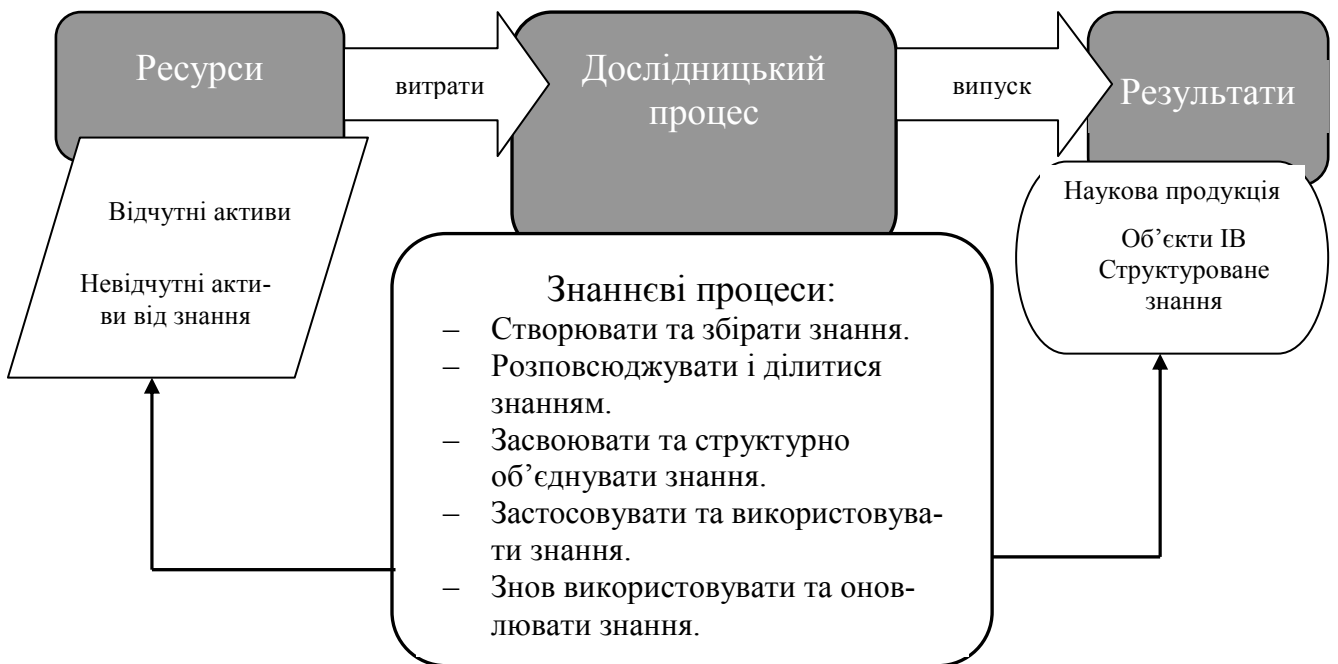 Ресурси
витрати
Дослідницький
процес
випуск
Результати
Відчутні активи
Невідчутні акти-
ви від знання
Наукова продукція
Об’єкти ІВ
Структуроване
знання
Знаннєві процеси:
– Створювати та збірати знання.
– Розповсюджувати і ділитися
знанням.
– Засвоювати та структурно
об’єднувати знання.
– Застосовувати та використовува-
ти знання.
– Знов використовувати та онов-
лювати знання.